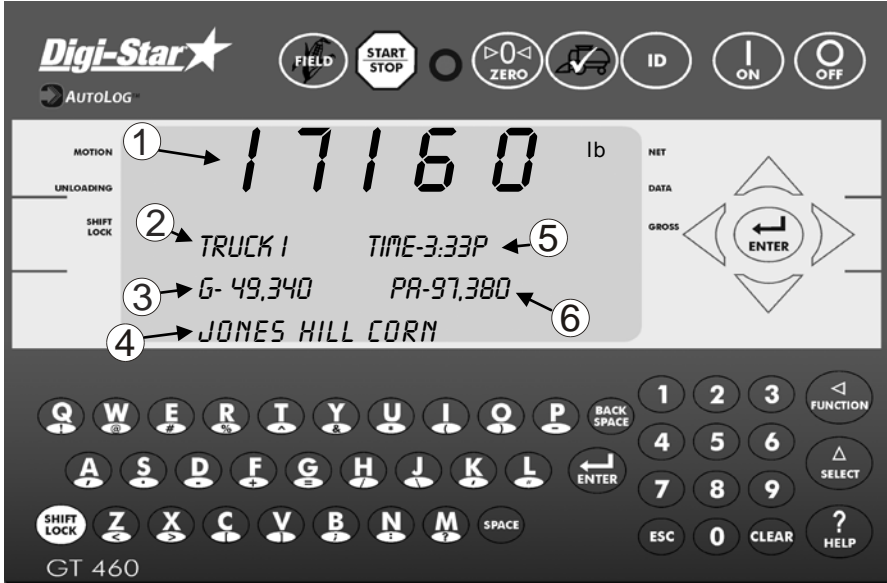 Digi-Star
AUTOLOG™
FIELD
START STOP
0 ZERO
ID
ON
OFF
MOTION
UNLOADING
SHIFT LOCK
1
17160 lb
2
TRUCK 1 TIME-3:33P
5
3
G- 49,340 PA-97,380
6
4
JONES HILL CORN
NET
DATA
GROSS
ENTER
Q ! W @ E # R % T ^ Y & U * I ( O ) P - BACK SPACE
A ' S • D - F + G = H / J \ K , L " ENTER
SHIFT LOCK Z < X > C [ V ] B ; N : M ? SPACE
1 2 3 FUNCTION
4 5 6 SELECT
7 8 9
ESC 0 CLEAR ? HELP
GT 460